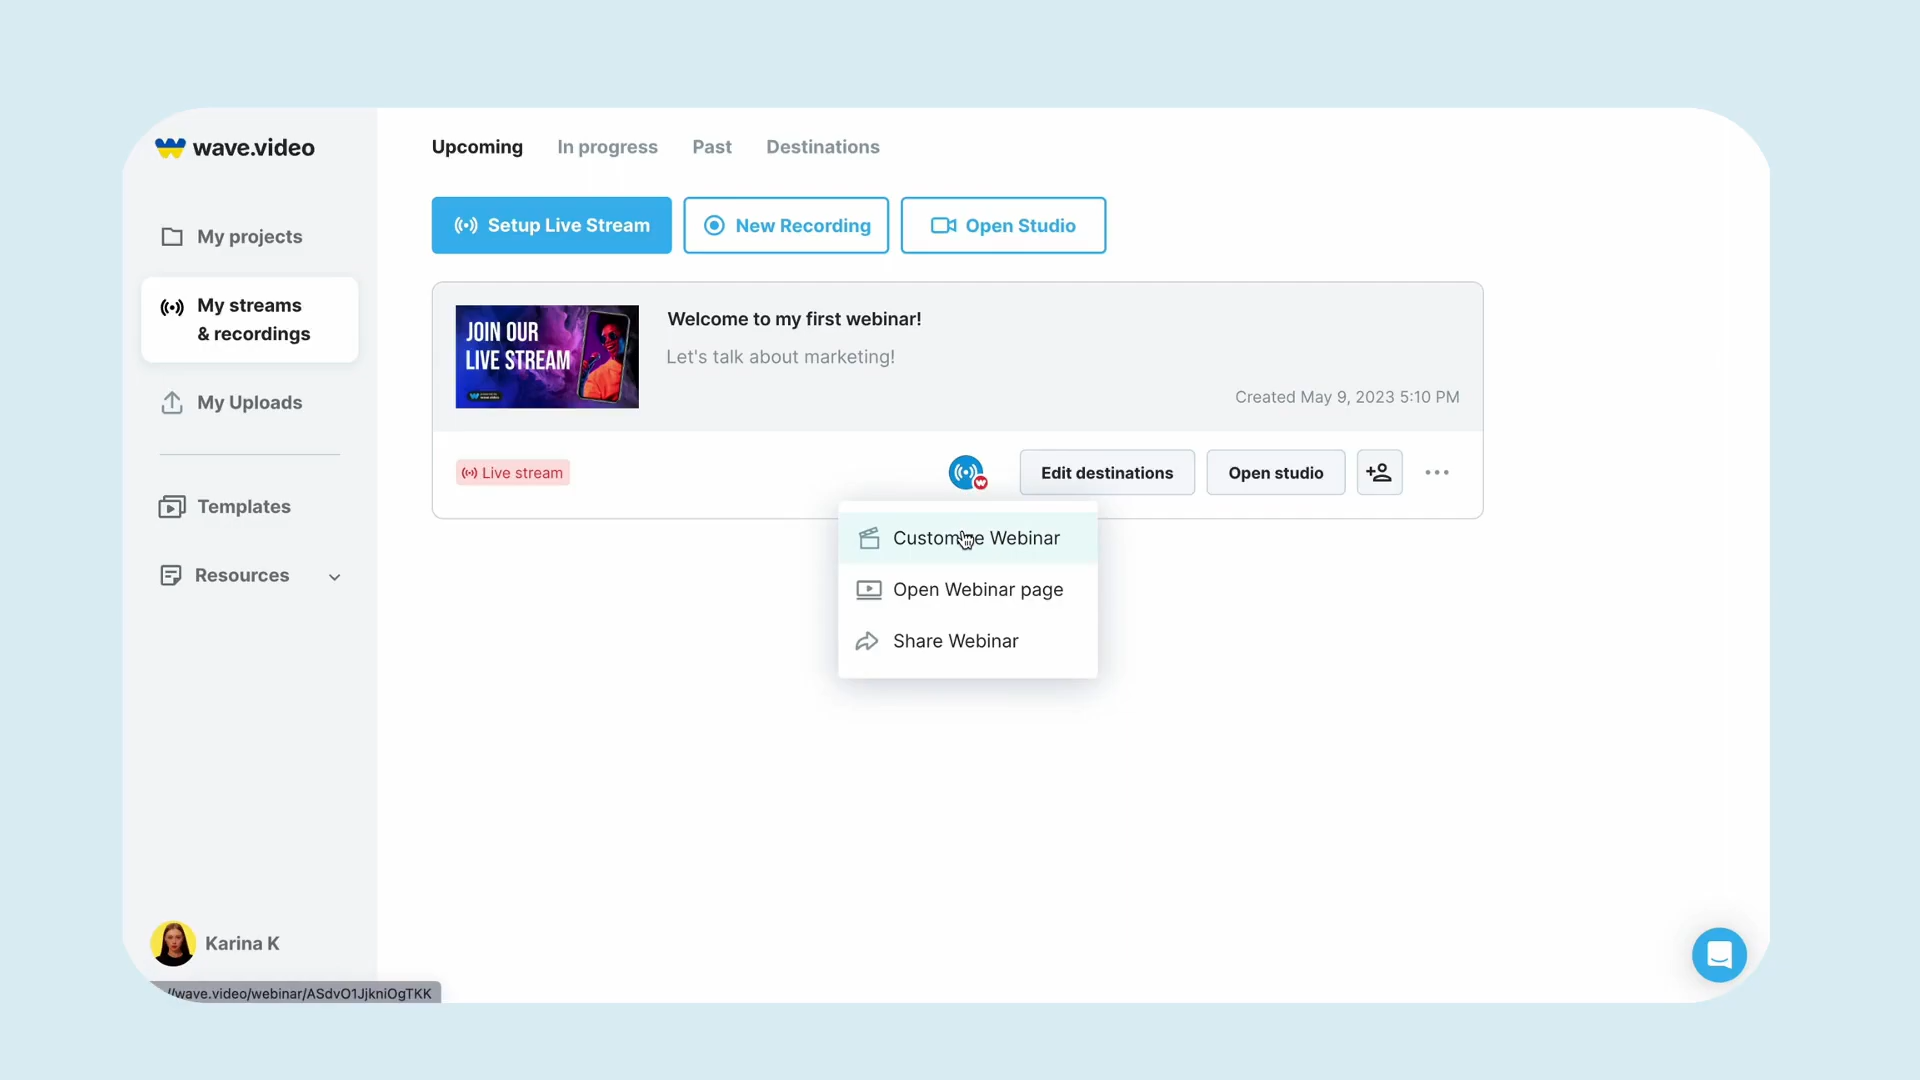 wave.video
Upcoming
In progress
Past
Destinations
My projects
Setup Live Stream
New Recording
Open Studio
My streams
& recordings
JOIN OUR
LIVE STREAM
Welcome to my first webinar!
Let's talk about marketing!
Created May 9, 2023 5:10 PM
My Uploads
Live stream
Edit destinations
Open studio
Templates
Webinar
Open Webinar page
Share Webinar
Resources
Karina K
//wave.video/webinar/ASdvO1JjkniOgTKK